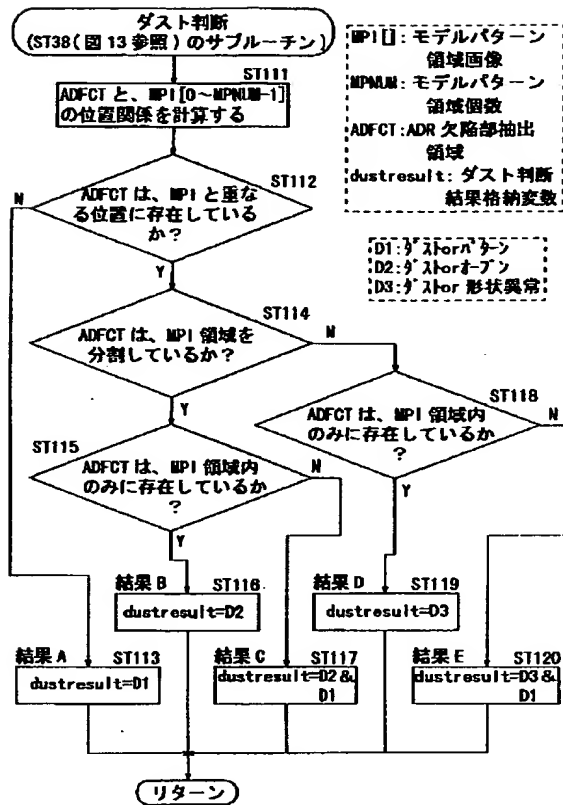 ダスト判断
(ST38(図13参照)のサブルーチン)
MPI[]:モデルパターン
領域画像
MPNUM:モデルパターン
領域個数
ADFCT:ADR欠陥部抽出
領域
dustresult:ダスト判断
結果格納変数
ST111
ADFCTと、MPI[0～MPNUM-1]
の位置関係を計算する
D1:ダストorパターン
D2:ダストorオープン
D3:ダストor形状異常
ST112
ADFCTは、MPIと重な
る位置に存在している
か?
N
Y
ST114
ADFCTは、MPI領域を
分割しているか?
N
Y
ST118
ADFCTは、MPI領域内
のみに存在しているか
?
N
Y
ST115
ADFCTは、MPI領域内
のみに存在しているか
?
N
Y
結果B ST116
dustresult=D2
結果D ST119
dustresult=D3
結果A ST113
dustresult=D1
結果C ST117
dustresult=D2&
D1
結果E ST120
dustresult=D3&
D1
リターン